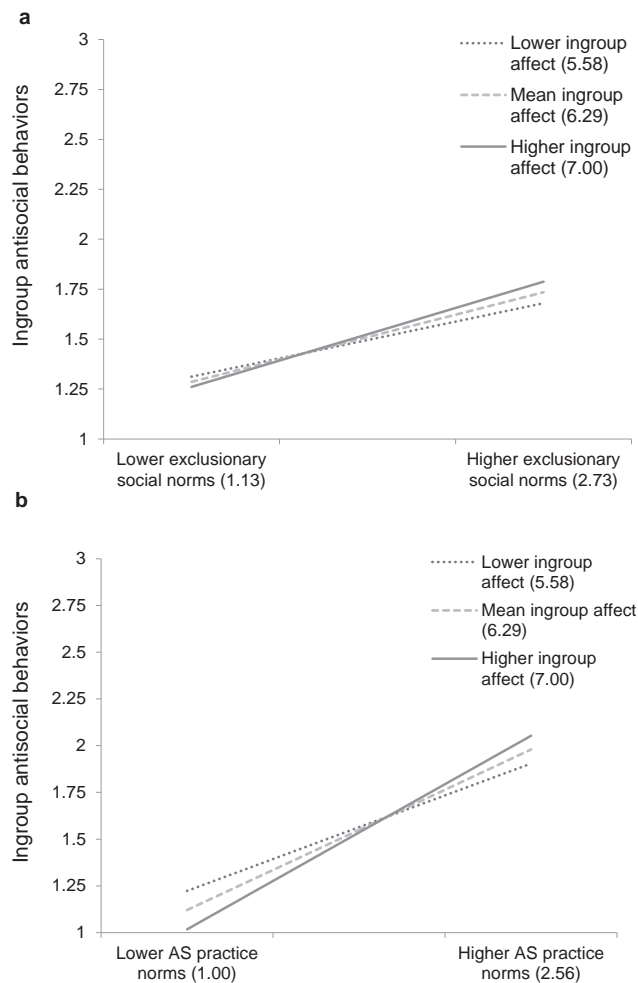 a
3
2.75
2.5
2.25
2
1.75
1.5
1.25
1
Ingroup antisocial behaviors
Lower ingroup
affect (5.58)
Mean ingroup
affect (6.29)
Higher ingroup
affect (7.00)
Lower exclusionary
social norms (1.13)
Higher exclusionary
social norms (2.73)
b
3
2.75
2.5
2.25
2
1.75
1.5
1.25
1
Ingroup antisocial behaviors
Lower ingroup
affect (5.58)
Mean ingroup affect
(6.29)
Higher ingroup
affect (7.00)
Lower AS practice
norms (1.00)
Higher AS practice
norms (2.56)